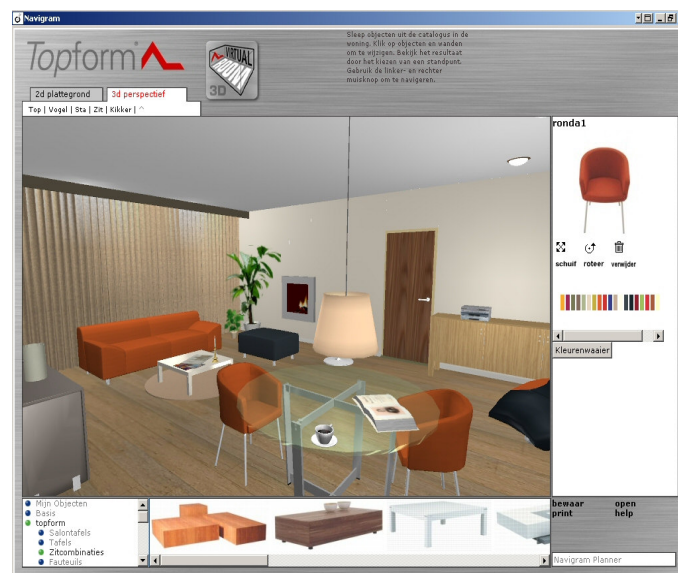 Navigram
Topform
VIRTUAL
ROOM
3D
Sleep objecten uit de catalogus in de
woning. Klik op objecten en wanden
om te wijzigen. Bekijk het resultaat
door het kiezen van een standpunt.
Gebruik de linker- en rechter
muisknop om te navigeren.
2d plattegrond
3d perspectief
Top | Vogel | Sta | Zit | Kikker | ^
ronda1
schuif roteer verwijder
Kleurenwaaier
Mijn Objecten
Basis
topform
Salontafels
Tafels
Zitcombinaties
Fauteuils
bewaar open
print help
Navigram Planner